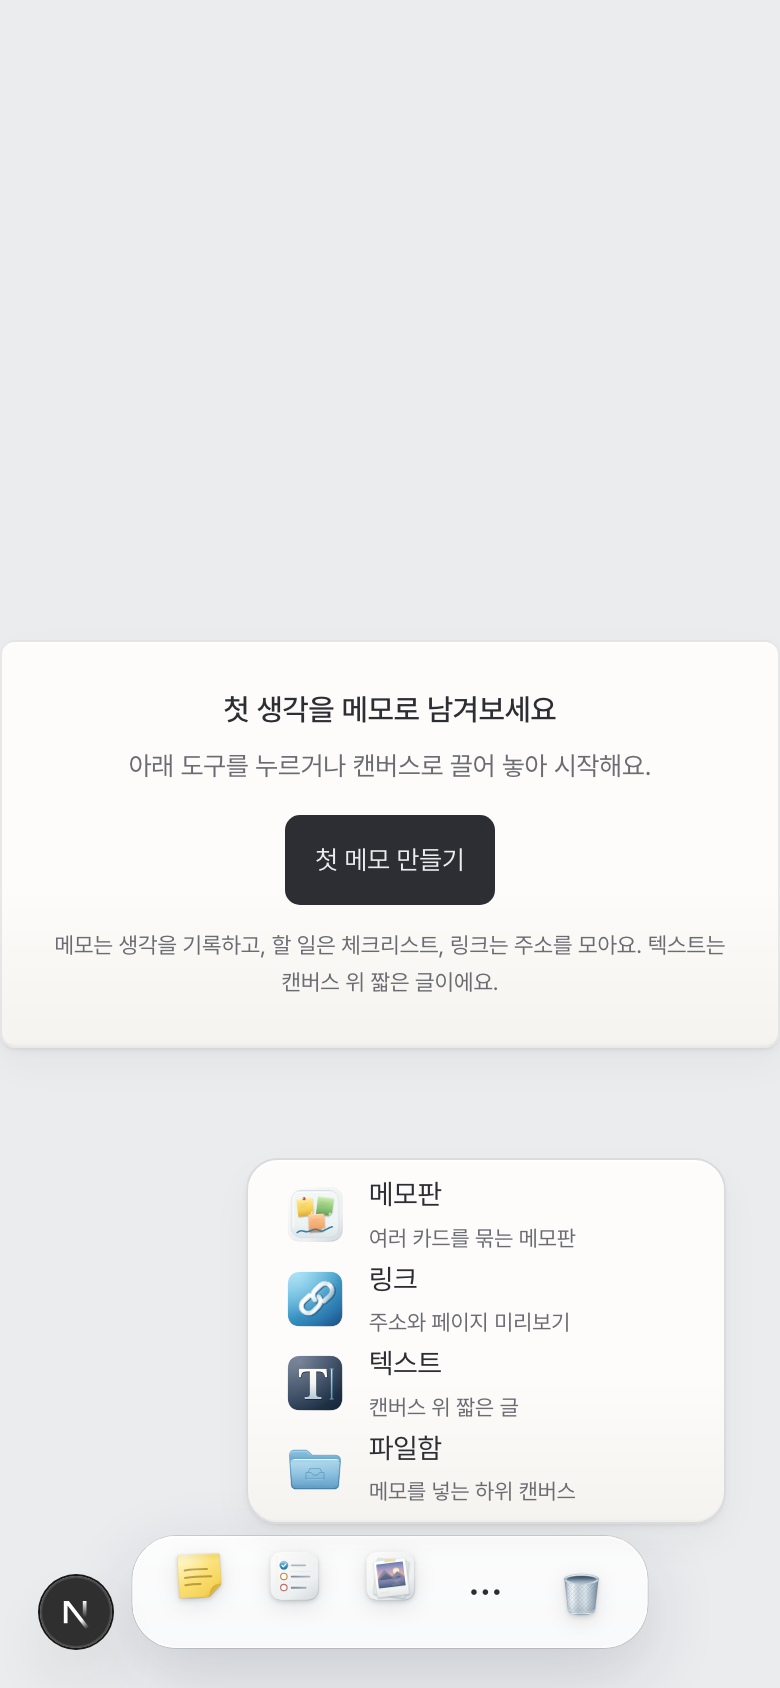 첫 생각을 메모로 남겨보세요
아래 도구를 누르거나 캔버스로 끌어 놓아 시작해요.
첫 메모 만들기
메모는 생각을 기록하고, 할 일은 체크리스트, 링크는 주소를 모아요. 텍스트는
캔버스 위 짧은 글이에요.
메모판
여러 카드를 묶는 메모판
링크
주소와 페이지 미리보기
T
텍스트
캔버스 위 짧은 글
파일함
메모를 넣는 하위 캔버스
N